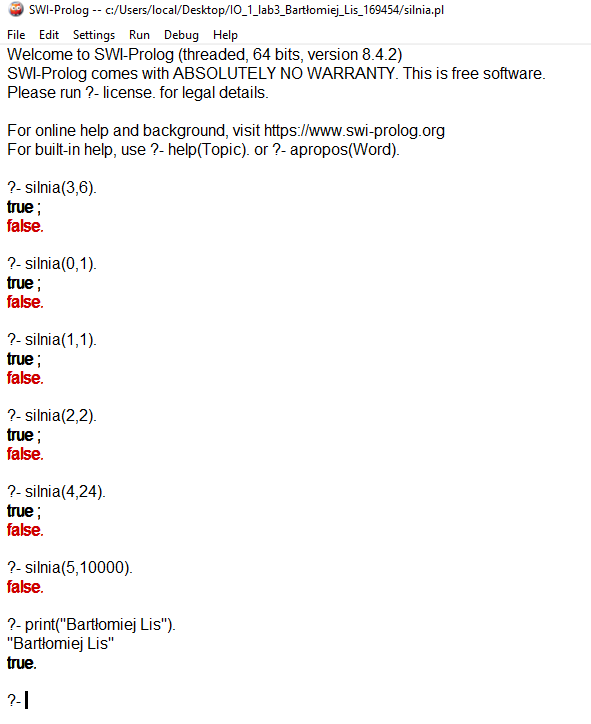 SWI-Prolog -- c:/Users/local/Desktop/IO_1_lab3_Bartłomiej_Lis_169454/silnia.pl
File Edit Settings Run Debug Help
Welcome to SWI-Prolog (threaded, 64 bits, version 8.4.2)
SWI-Prolog comes with ABSOLUTELY NO WARRANTY. This is free software.
Please run ?- license. for legal details.
For online help and background, visit https://www.swi-prolog.org
For built-in help, use ?- help(Topic). or ?- apropos(Word).
?- silnia(3,6).
true ;
false.
?- silnia(0,1).
true ;
false.
?- silnia(1,1).
true ;
false.
?- silnia(2,2).
true ;
false.
?- silnia(4,24).
true ;
false.
?- silnia(5,10000).
false.
?- print("Bartłomiej Lis").
"Bartłomiej Lis"
true.
?-